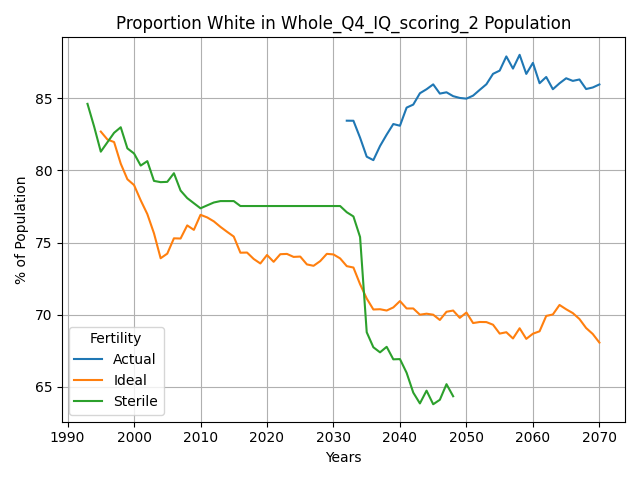 Proportion White in Whole_Q4_IQ_scoring_2 Population
% of Population
85
80
75
70
65
Fertility
Actual
Ideal
Sterile
1990 2000 2010 2020 2030 2040 2050 2060 2070
Years